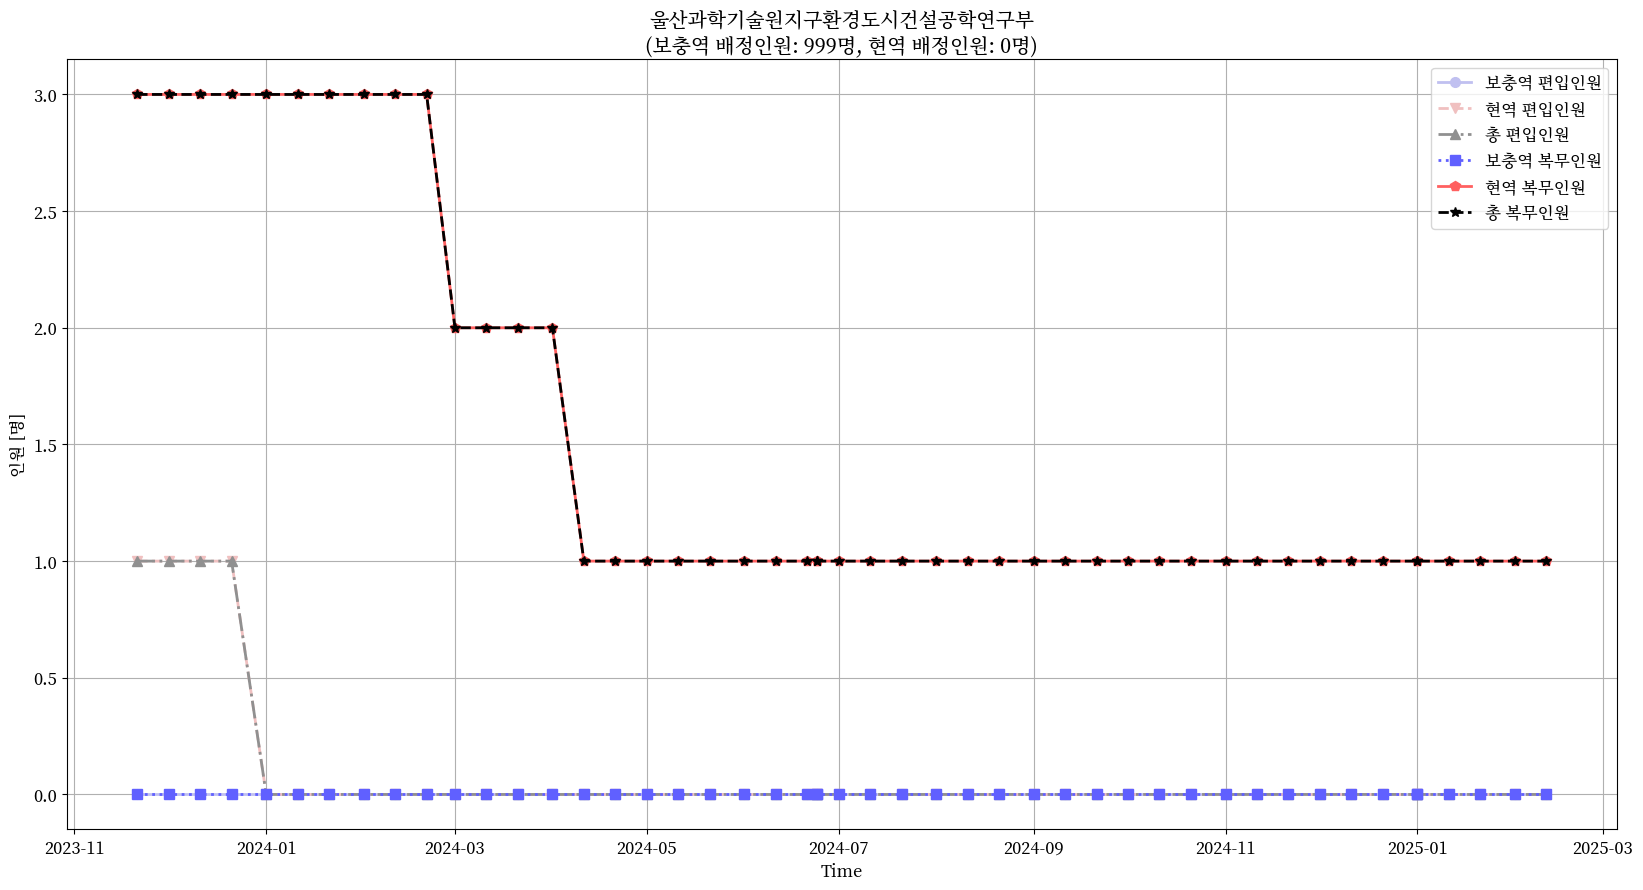 울산과학기술원지구환경도시건설공학연구부
(보충역 배정인원: 999명, 현역 배정인원: 0명)
보충역 편입인원
현역 편입인원
총 편입인원
보충역 복무인원
현역 복무인원
총 복무인원
3.0
2.5
2.0
1.5
1.0
0.5
0.0
인원 [명]
2023-11 2024-01 2024-03 2024-05 2024-07 2024-09 2024-11 2025-01 2025-03
Time